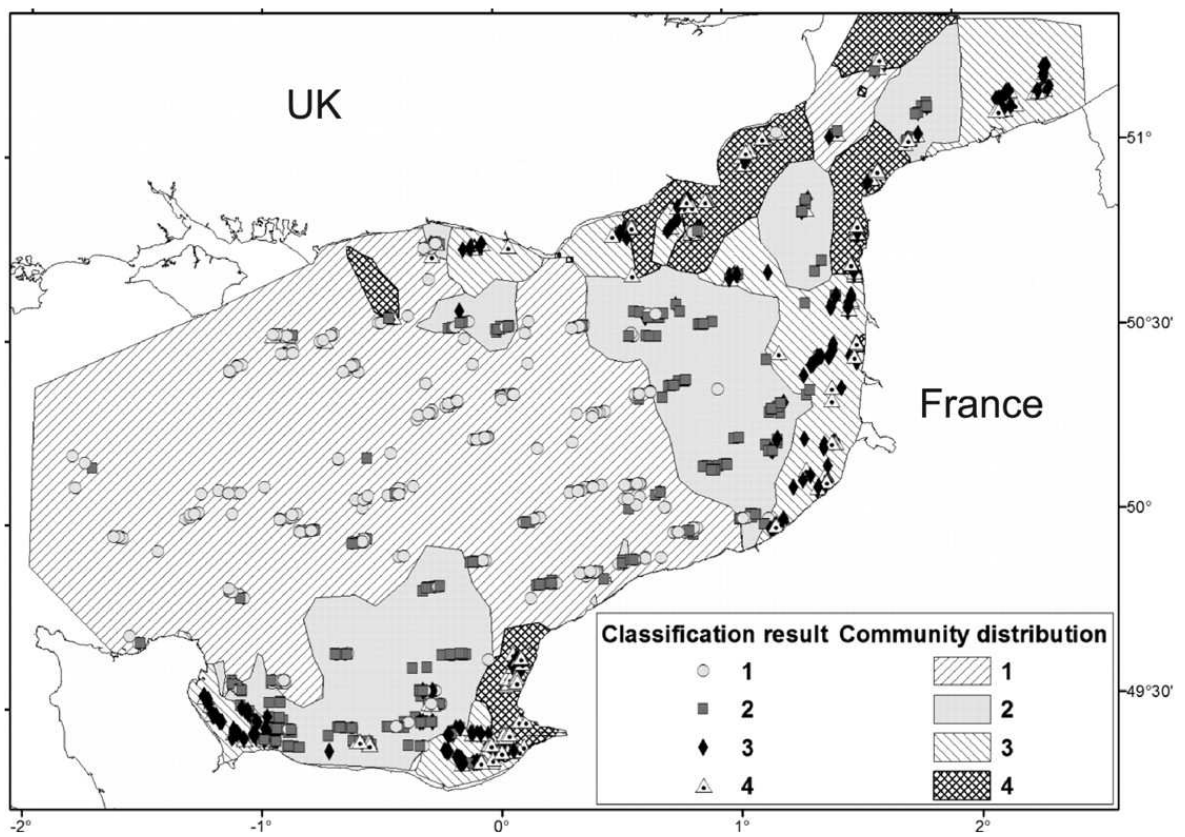 UK
51°
50°30'
France
50°
Classification result Community distribution
1 1
2 2
3 3
4 4
49°30'
-2° -1° 0° 1° 2°